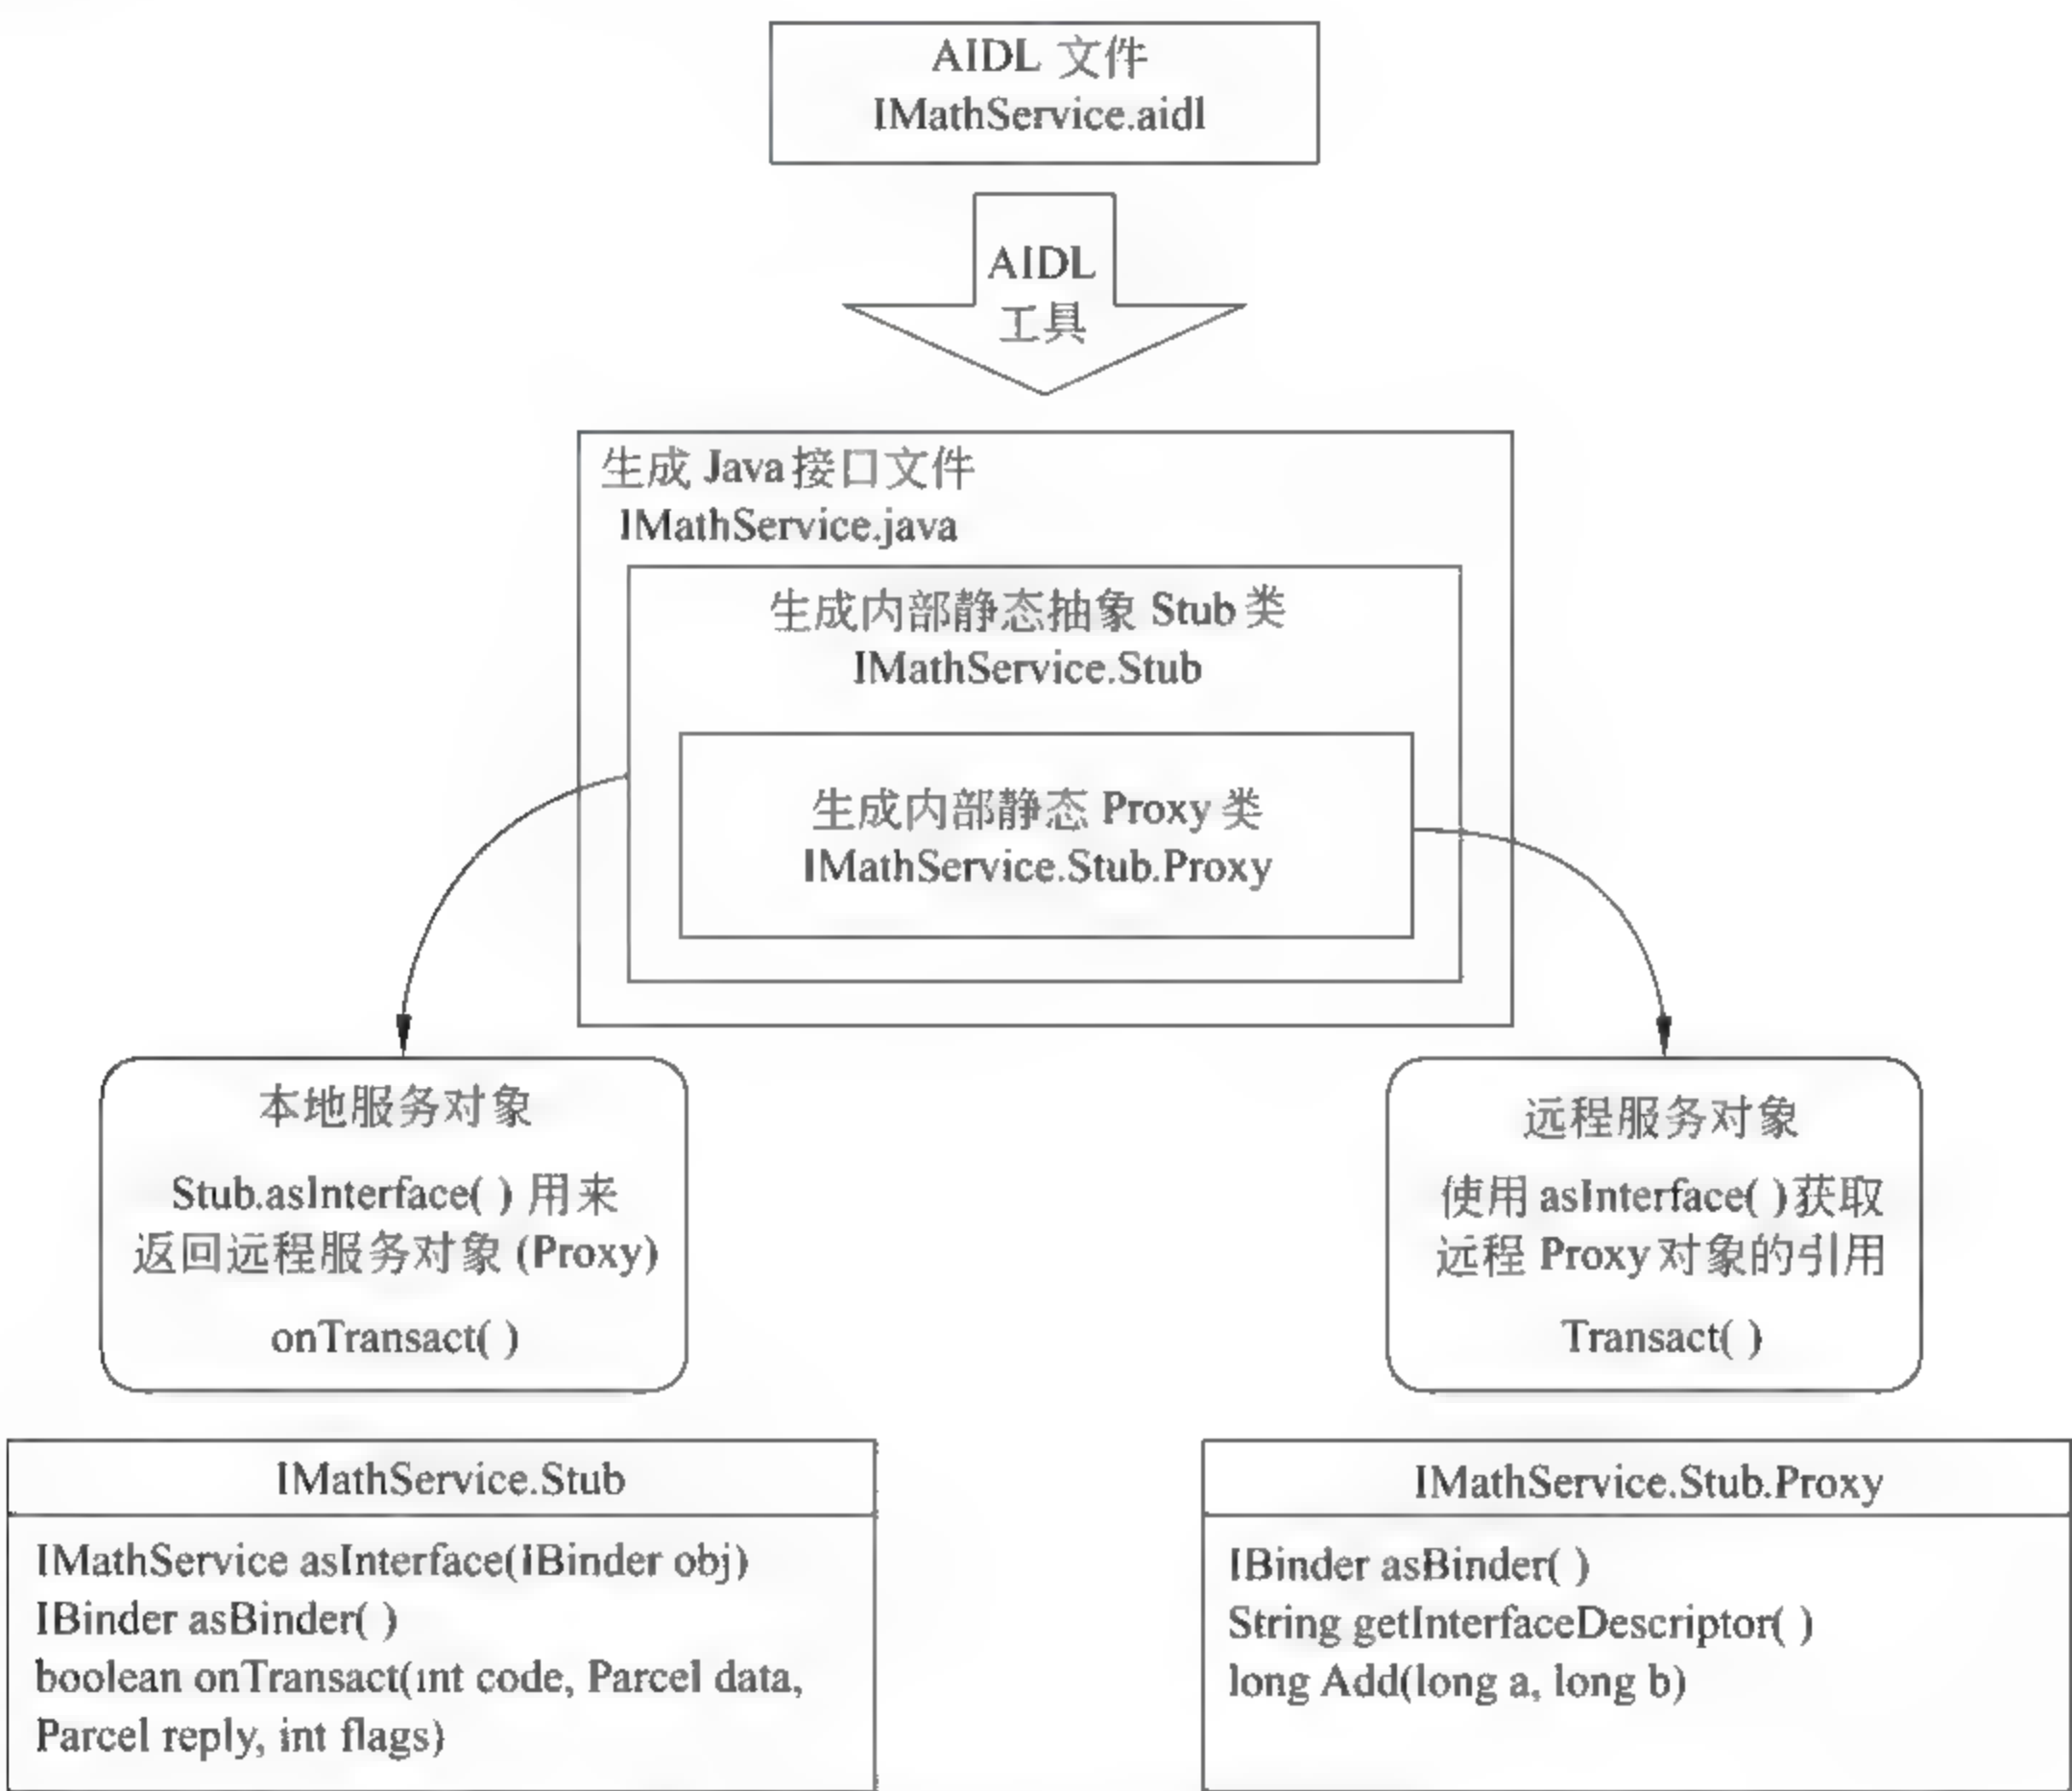 AIDL 文件
IMathService.aidl
AIDL
工具
生成 Java 接口文件
IMathService.java
生成内部静态抽象 Stub 类
IMathService.Stub
生成内部静态 Proxy 类
IMathService.Stub.Proxy
本地服务对象
Stub.asInterface( ) 用来
返回远程服务对象 (Proxy)
onTransact( )
远程服务对象
使用 asInterface( )获取
远程 Proxy 对象的引用
Transact( )
IMathService.Stub
IMathService asInterface(IBinder obj)
IBinder asBinder( )
boolean onTransact(int code, Parcel data,
Parcel reply, int flags)
IMathService.Stub.Proxy
IBinder asBinder( )
String getInterfaceDescriptor( )
long Add(long a, long b)